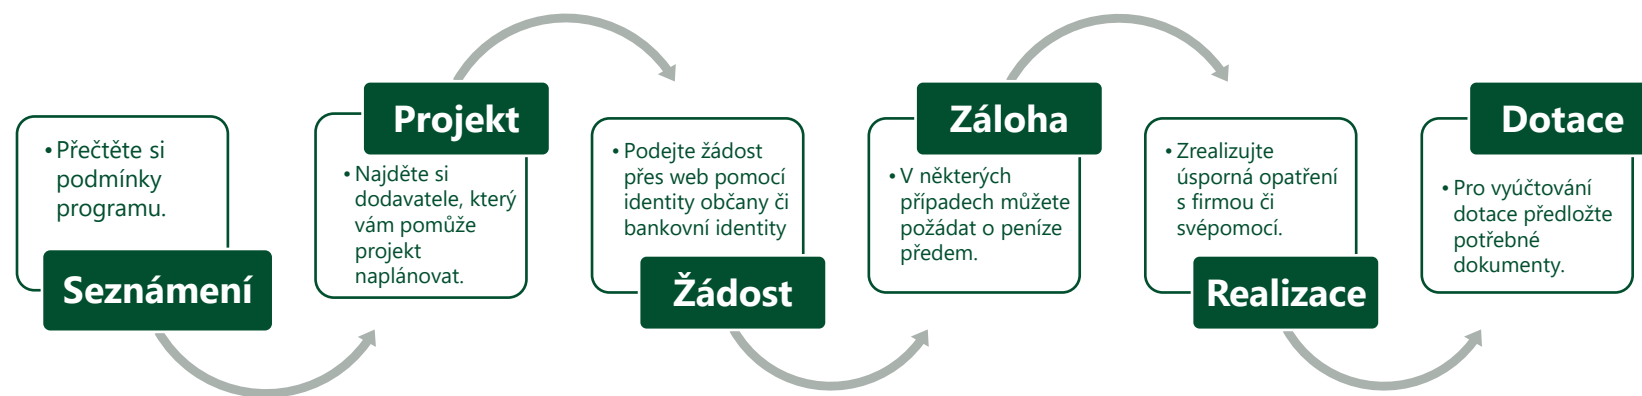 • Přečtěte si
podmínky
programu.
Seznámení
Projekt
• Najděte si
dodavatele, který
vám pomůže
projekt
naplánovat.
• Podejte žádost
přes web pomocí
identity občany či
bankovní identity
Žádost
Záloha
• V některých
případech můžete
požádat o peníze
předem.
• Zrealizujte
úsporná opatření
s firmou či
svépomocí.
Realizace
Dotace
• Pro vyúčtování
dotace předložte
potřebné
dokumenty.